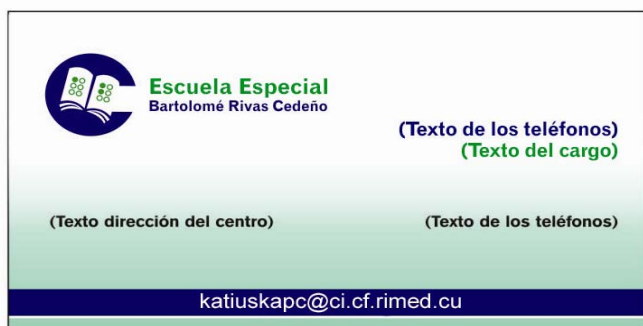 Escuela Especial
Bartolomé Rivas Cedeño
(Texto de los teléfonos)
(Texto del cargo)
(Texto dirección del centro)
(Texto de los teléfonos)
katiuskapc@ci.cf.rimed.cu